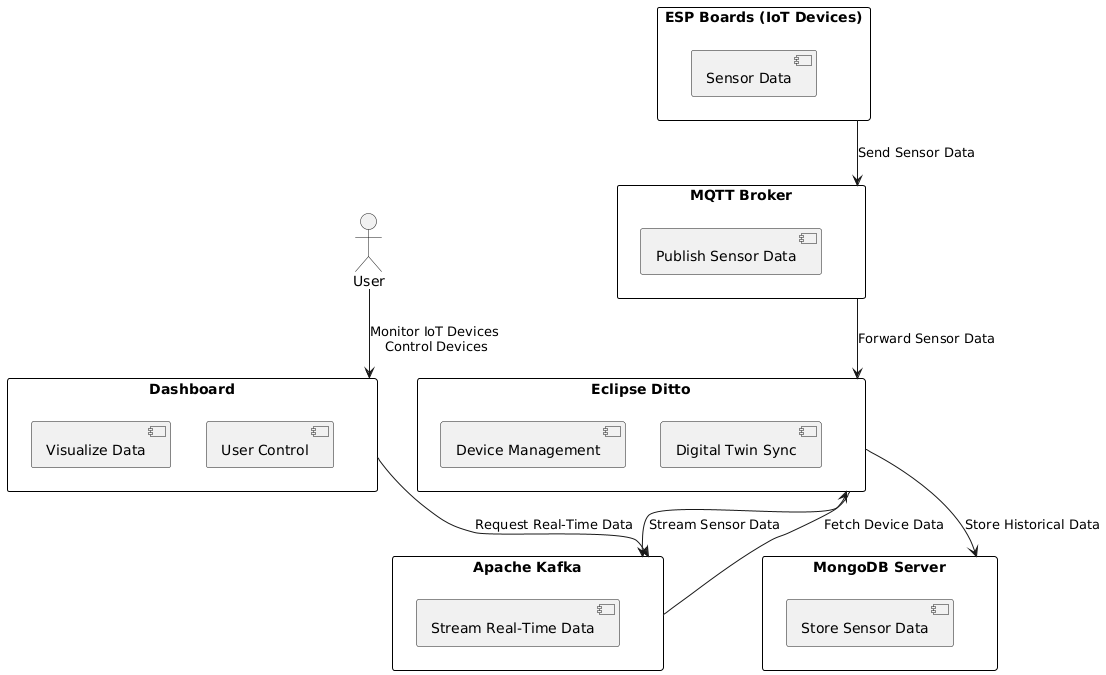 ESP Boards (IoT Devices)
Sensor Data
Send Sensor Data
MQTT Broker
Publish Sensor Data
User
Monitor IoT Devices
Control Devices
Forward Sensor Data
Dashboard
Visualize Data
User Control
Eclipse Ditto
Device Management
Digital Twin Sync
Request Real-Time Data
Stream Sensor Data
Fetch Device Data
Store Historical Data
Apache Kafka
Stream Real-Time Data
MongoDB Server
Store Sensor Data